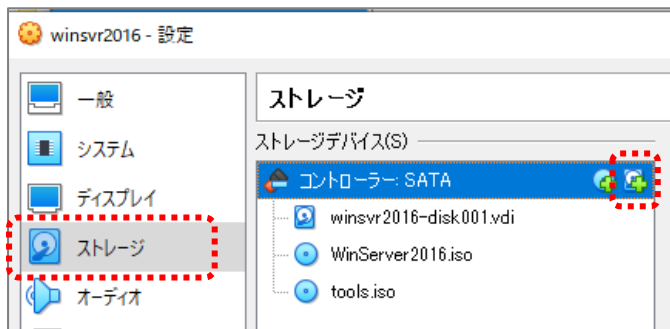 winsvr2016 - 設定
一般
システム
ディスプレイ
ストレージ
オーディオ
ストレージ
ストレージデバイス(S)
コントローラー: SATA
winsvr2016-disk001.vdi
WinServer2016.iso
tools.iso